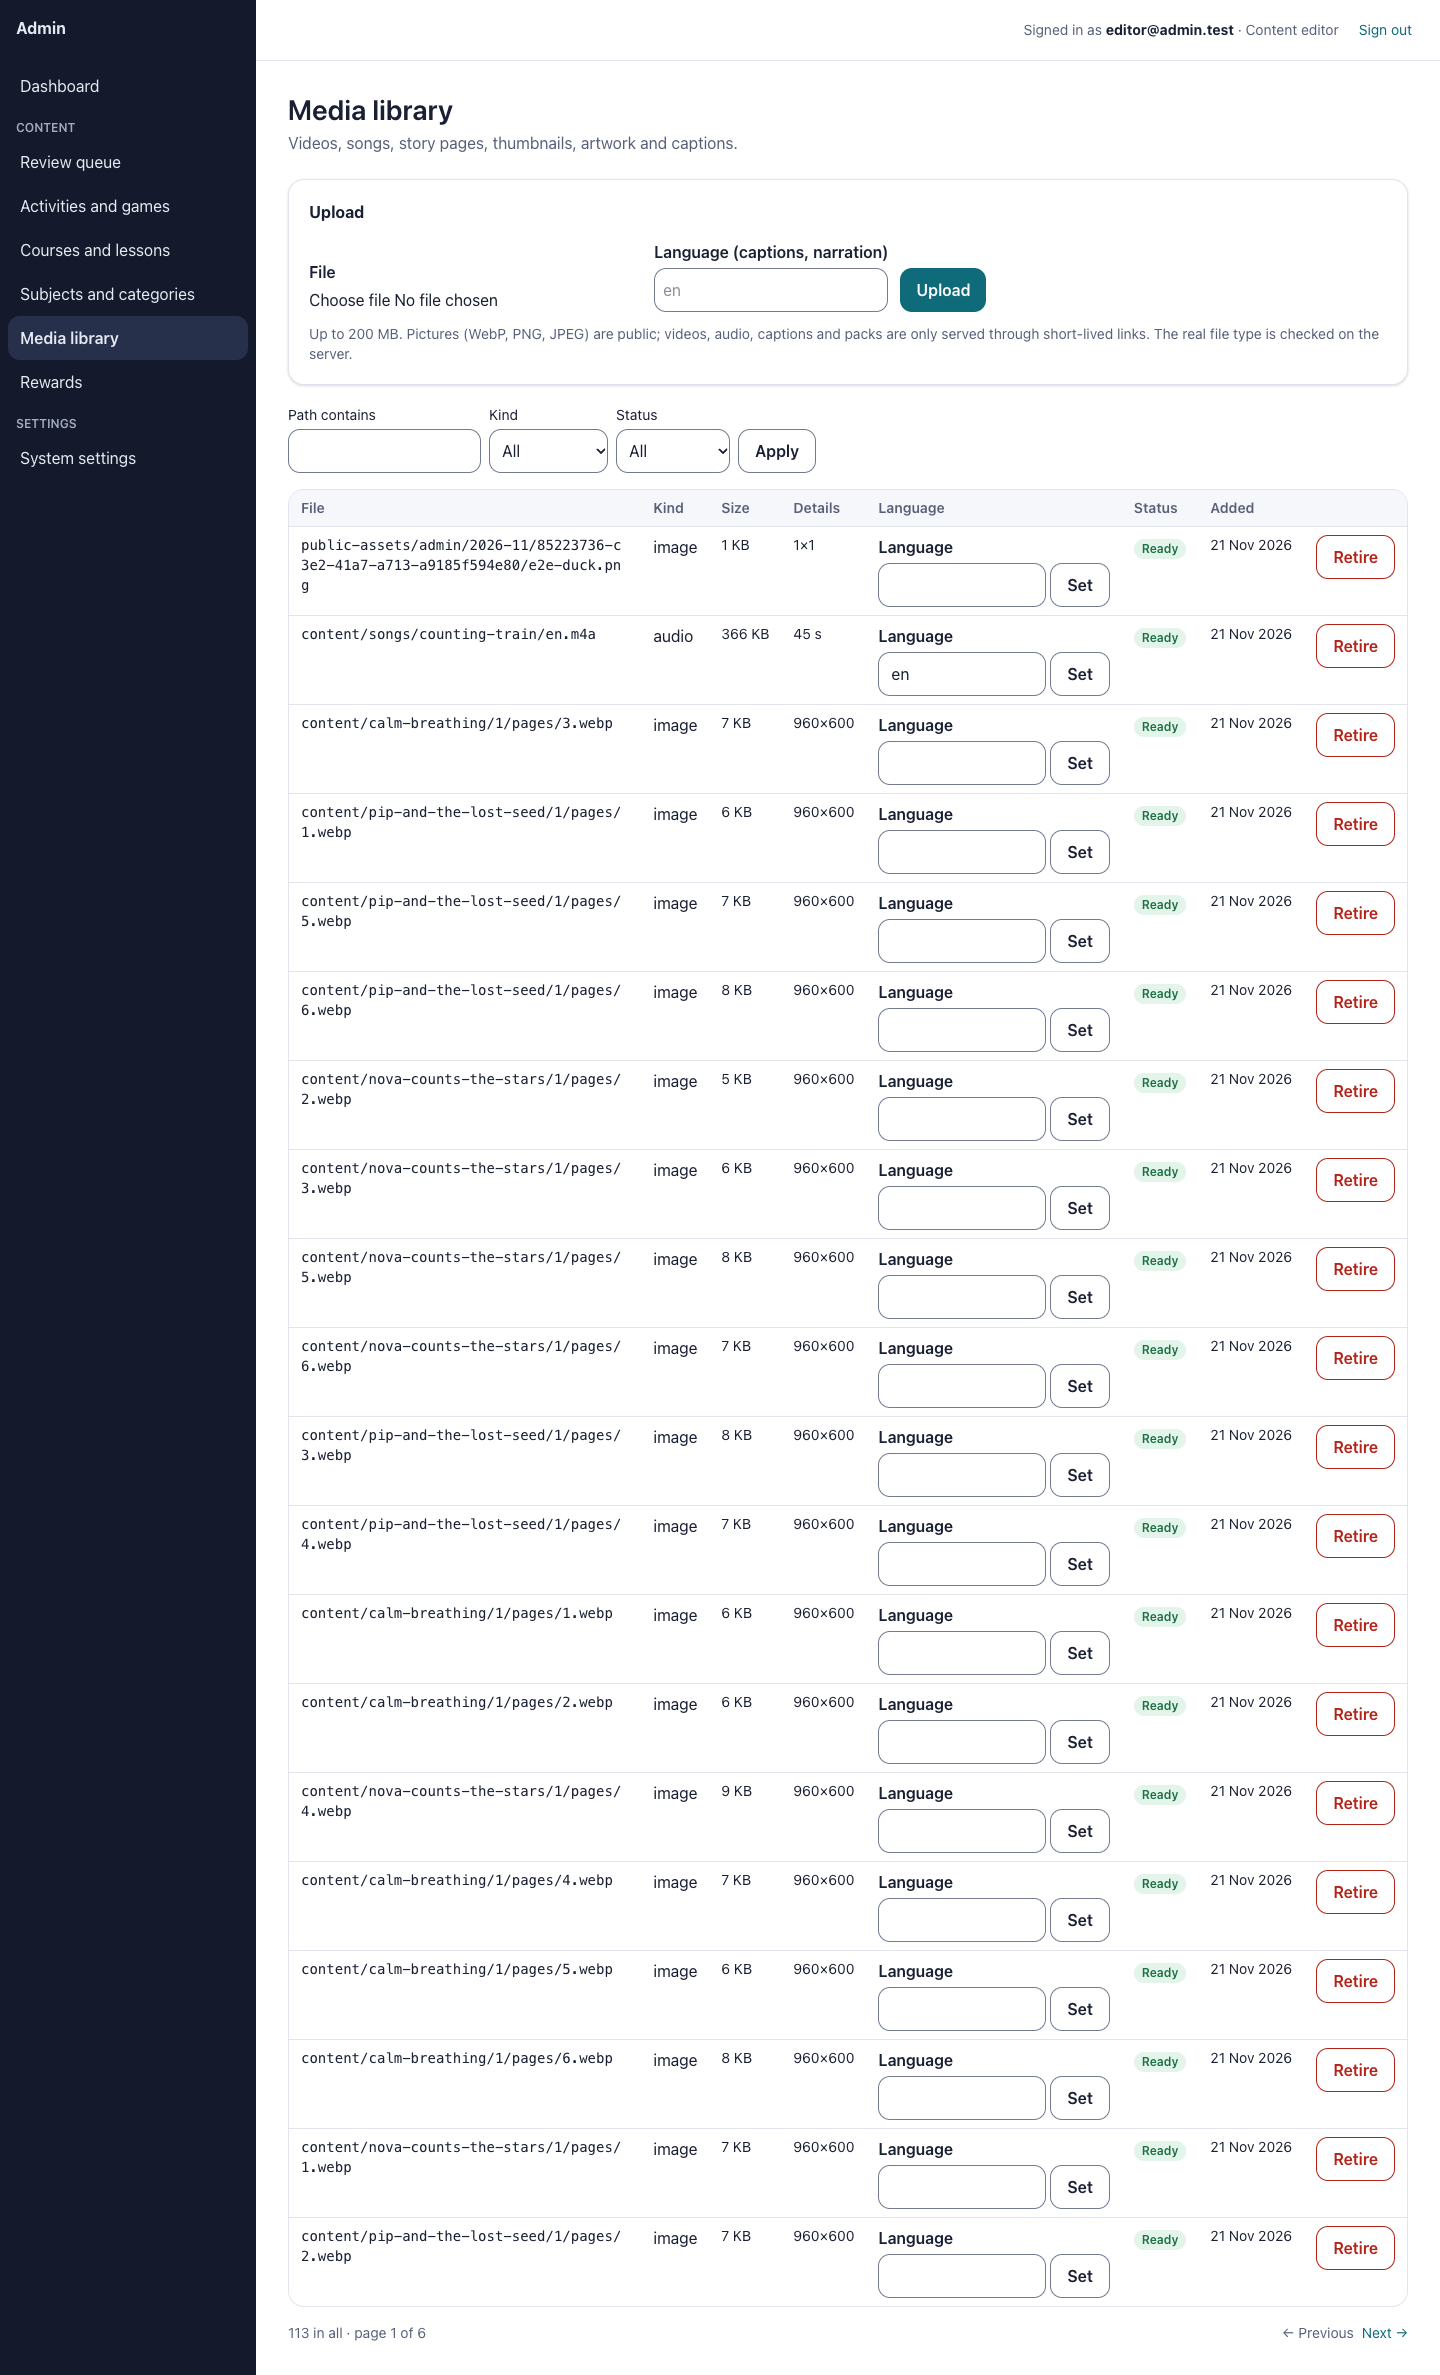 Admin
Dashboard
CONTENT
Review queue
Activities and games
Courses and lessons
Subjects and categories
Media library
Rewards
SETTINGS
System settings
Signed in as editor@admin.test · Content editor Sign out
Media library
Videos, songs, story pages, thumbnails, artwork and captions.
Upload
File
Choose file No file chosen
Language (captions, narration)
en
Upload
Up to 200 MB. Pictures (WebP, PNG, JPEG) are public; videos, audio, captions and packs are only served through short-lived links. The real file type is checked on the
server.
Path contains Kind Status
All All Apply
File Kind Size Details Language Status Added
public-assets/admin/2026-11/85223736-c image 1 KB 1×1 Language Ready 21 Nov 2026 Retire
3e2-41a7-a713-a9185f594e80/e2e-duck.pn
g Set
content/songs/counting-train/en.m4a audio 366 KB 45 s Language Ready 21 Nov 2026 Retire
en Set
content/calm-breathing/1/pages/3.webp image 7 KB 960×600 Language Ready 21 Nov 2026 Retire
Set
content/pip-and-the-lost-seed/1/pages/ image 6 KB 960×600 Language Ready 21 Nov 2026 Retire
1.webp Set
content/pip-and-the-lost-seed/1/pages/ image 7 KB 960×600 Language Ready 21 Nov 2026 Retire
5.webp Set
content/pip-and-the-lost-seed/1/pages/ image 8 KB 960×600 Language Ready 21 Nov 2026 Retire
6.webp Set
content/nova-counts-the-stars/1/pages/ image 5 KB 960×600 Language Ready 21 Nov 2026 Retire
2.webp Set
content/nova-counts-the-stars/1/pages/ image 6 KB 960×600 Language Ready 21 Nov 2026 Retire
3.webp Set
content/nova-counts-the-stars/1/pages/ image 8 KB 960×600 Language Ready 21 Nov 2026 Retire
5.webp Set
content/nova-counts-the-stars/1/pages/ image 7 KB 960×600 Language Ready 21 Nov 2026 Retire
6.webp Set
content/pip-and-the-lost-seed/1/pages/ image 8 KB 960×600 Language Ready 21 Nov 2026 Retire
3.webp Set
content/pip-and-the-lost-seed/1/pages/ image 7 KB 960×600 Language Ready 21 Nov 2026 Retire
4.webp Set
content/calm-breathing/1/pages/1.webp image 6 KB 960×600 Language Ready 21 Nov 2026 Retire
Set
content/calm-breathing/1/pages/2.webp image 6 KB 960×600 Language Ready 21 Nov 2026 Retire
Set
content/nova-counts-the-stars/1/pages/ image 9 KB 960×600 Language Ready 21 Nov 2026 Retire
4.webp Set
content/calm-breathing/1/pages/4.webp image 7 KB 960×600 Language Ready 21 Nov 2026 Retire
Set
content/calm-breathing/1/pages/5.webp image 6 KB 960×600 Language Ready 21 Nov 2026 Retire
Set
content/calm-breathing/1/pages/6.webp image 8 KB 960×600 Language Ready 21 Nov 2026 Retire
Set
content/nova-counts-the-stars/1/pages/ image 7 KB 960×600 Language Ready 21 Nov 2026 Retire
1.webp Set
content/pip-and-the-lost-seed/1/pages/ image 7 KB 960×600 Language Ready 21 Nov 2026 Retire
2.webp Set
113 in all · page 1 of 6 ← Previous Next →